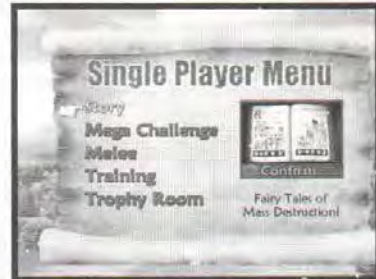 Single Player Menu
Story
Mega Challenge
Melee
Training
Trophy Room
Confirm
Fairy Tales of
Mass Destruction!